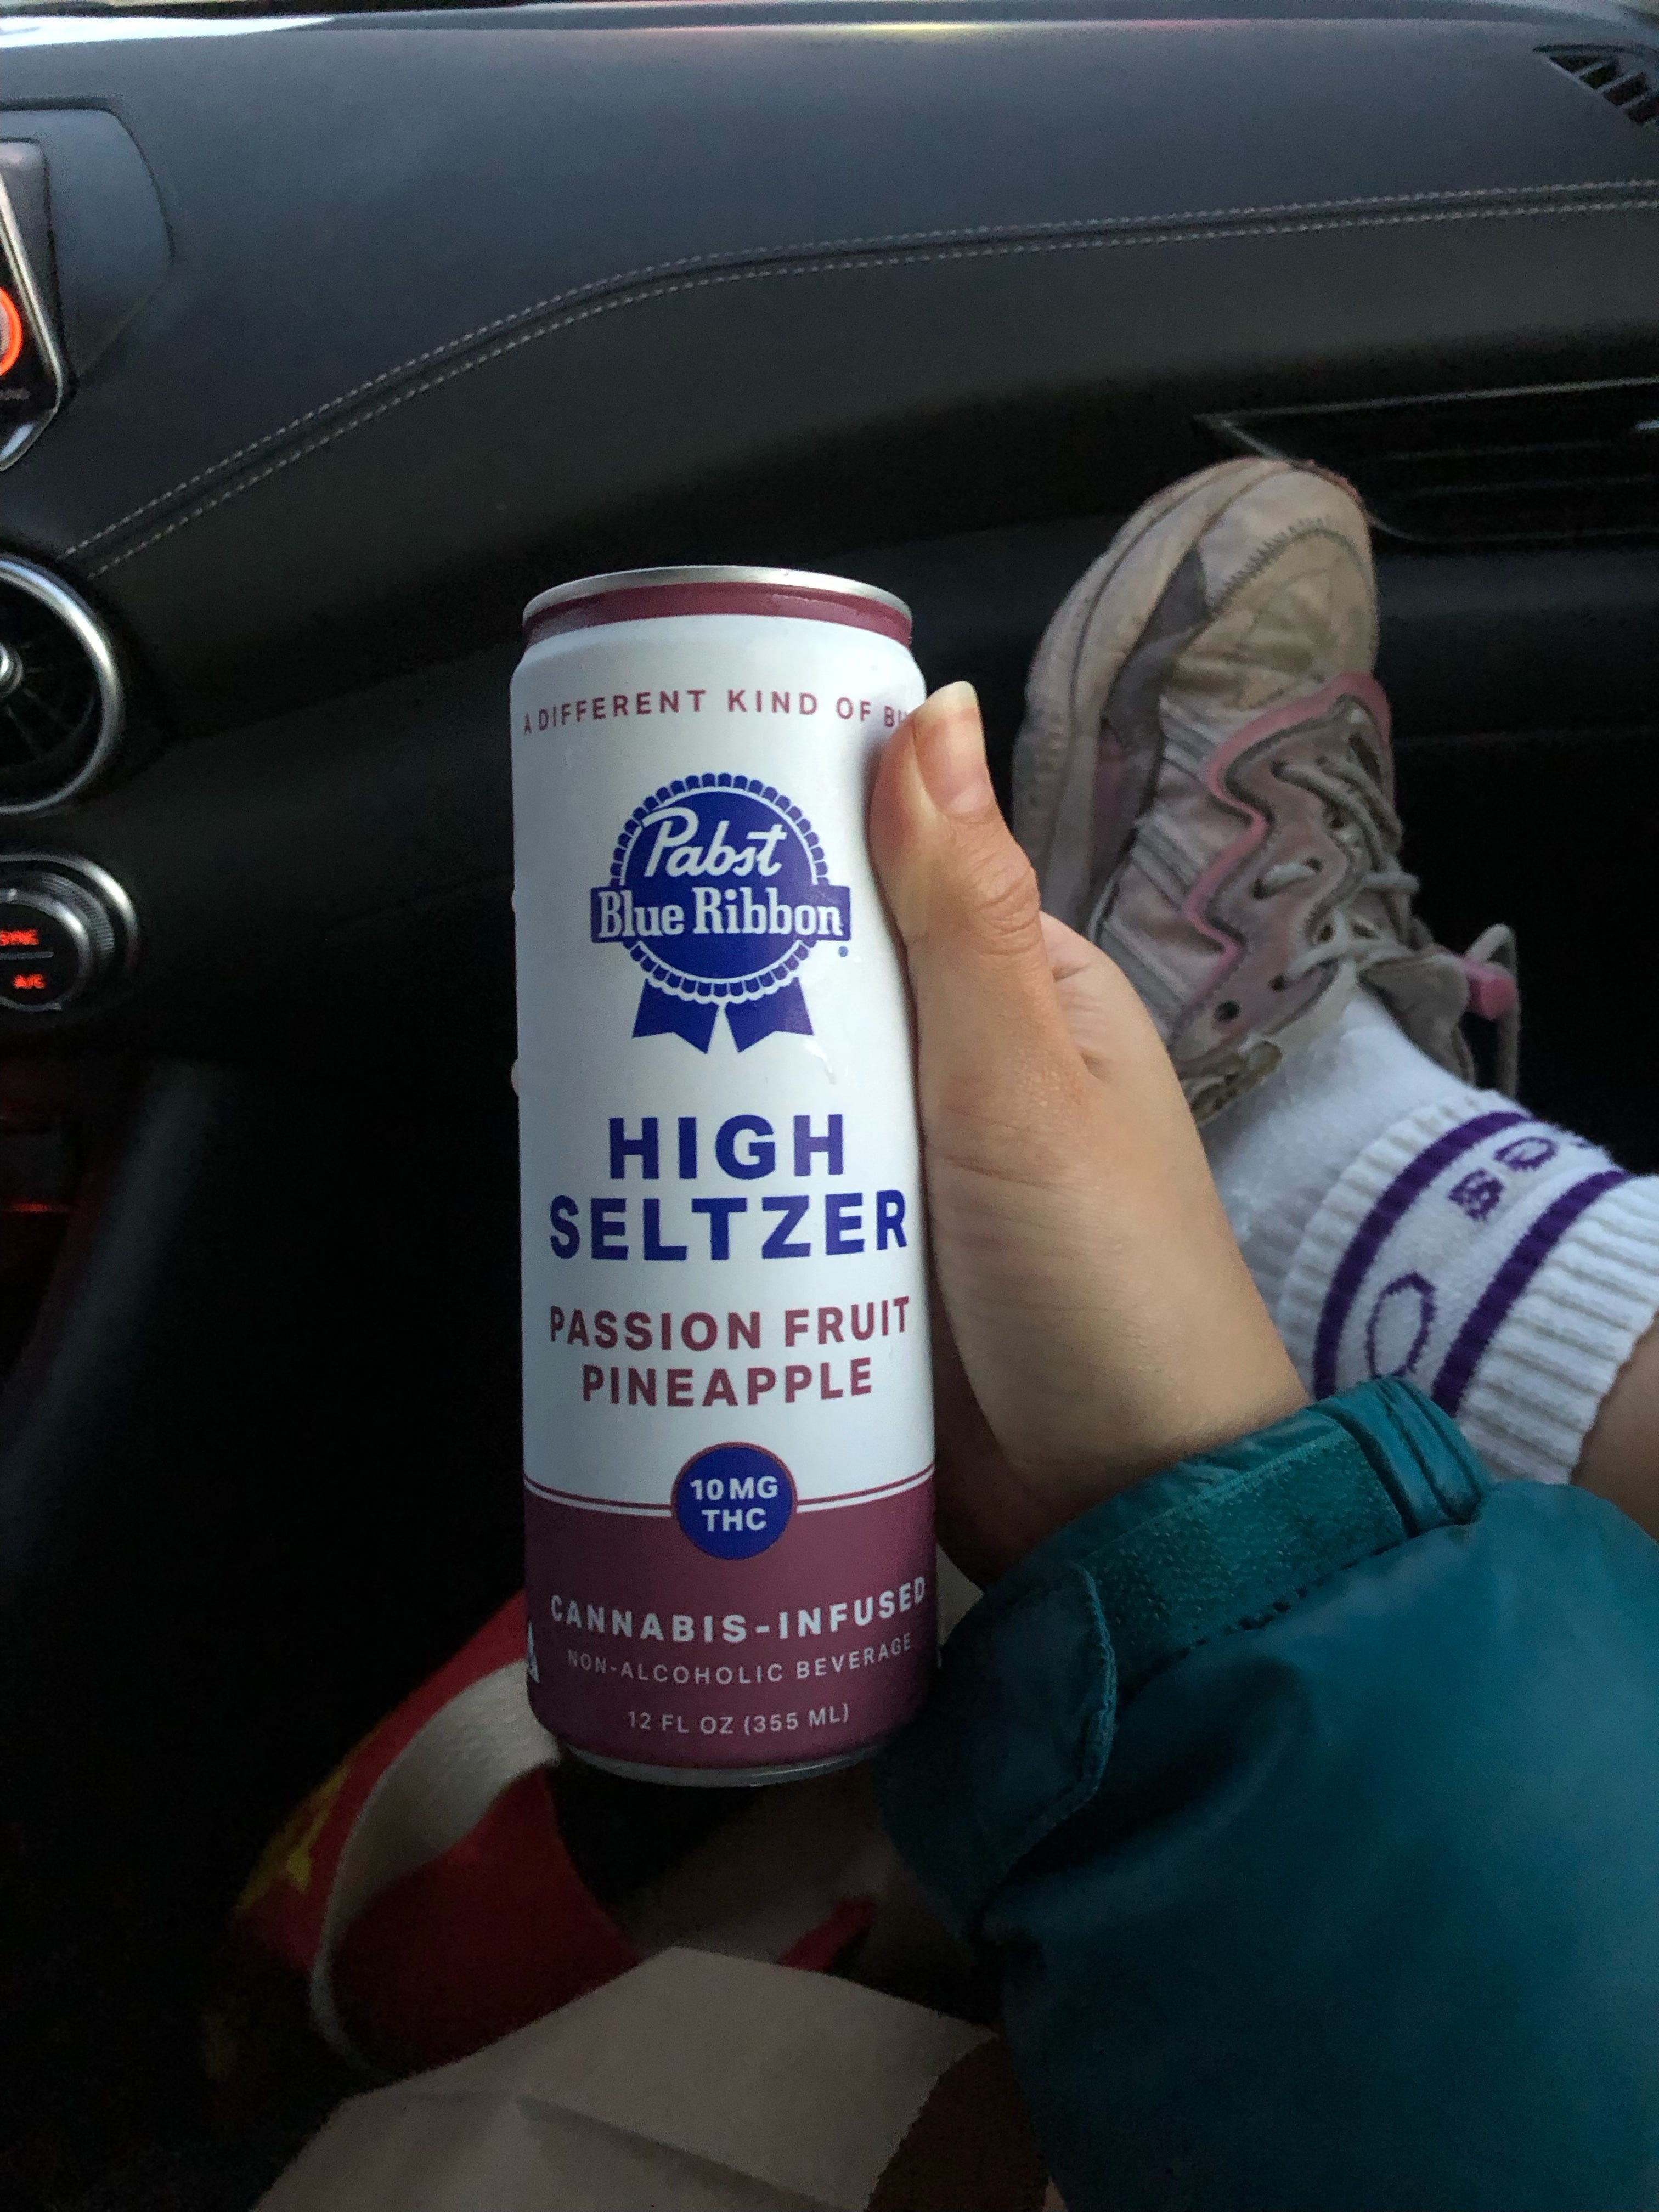 A DIFFERENT KIND OF
Pabst
Blue Ribbon®
HIGH
SELTZER
PASSION FRUIT
PINEAPPLE
10 MG
THC
CANNABIS-INFUSED
NON-ALCOHOLIC BEVERAGE
12 FL OZ (355 ML)
SYNC
A/C